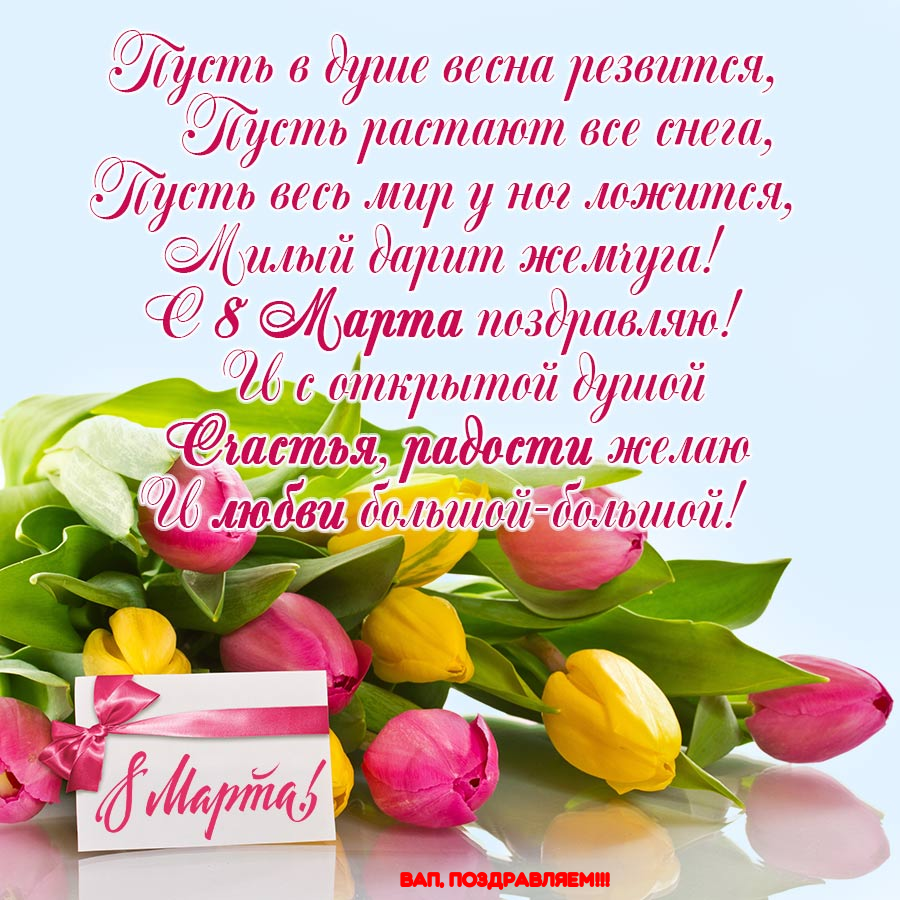 Пусть в душе весна резвится,
Пусть растают все снега,
Пусть весь мир у ног ложится,
Милый дарит жемчуга!
С 8 Марта поздравляю!
И с открытой душой
Счастья, радости желаю
И любви большой-большой!
8 Марта!
ВАП, ПОЗДРАВЛЯЕМ!!!